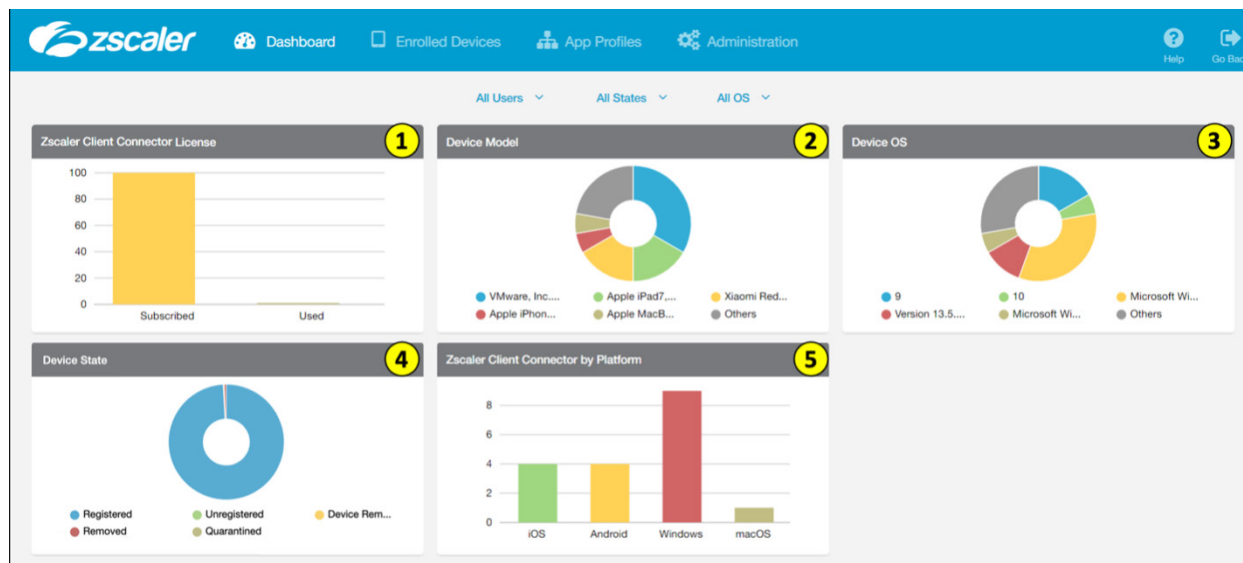 zscaler Dashboard Enrolled Devices App Profiles Administration Help Go Bac
All Users All States All OS
Zscaler Client Connector License 1
100
80
60
40
20
0
Subscribed Used
Device Model 2
VMware, Inc.... Apple iPad7,... Xiaomi Red...
Apple iPhon... Apple MacB... Others
Device OS 3
9 10 Microsoft Wi...
Version 13.5.... Microsoft Wi... Others
Device State 4
Registered Unregistered Device Rem...
Removed Quarantined
Zscaler Client Connector by Platform 5
8
6
4
2
0
iOS Android Windows macOS